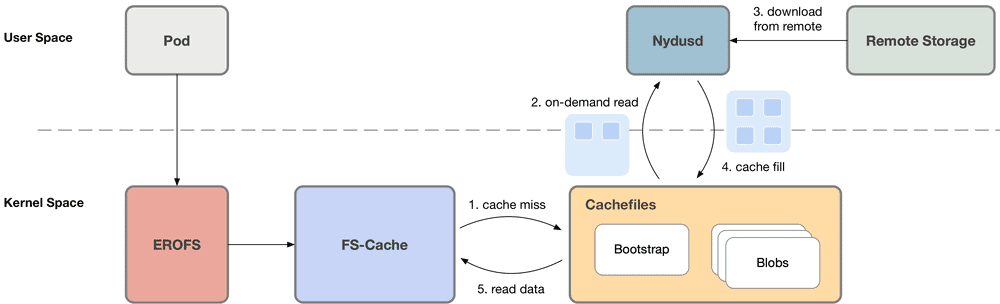 User Space
Pod
Nydusd
3. download
from remote
Remote Storage
2. on-demand read
4. cache fill
Kernel Space
EROFS
FS-Cache
1. cache miss
5. read data
Cachefiles
Bootstrap
Blobs